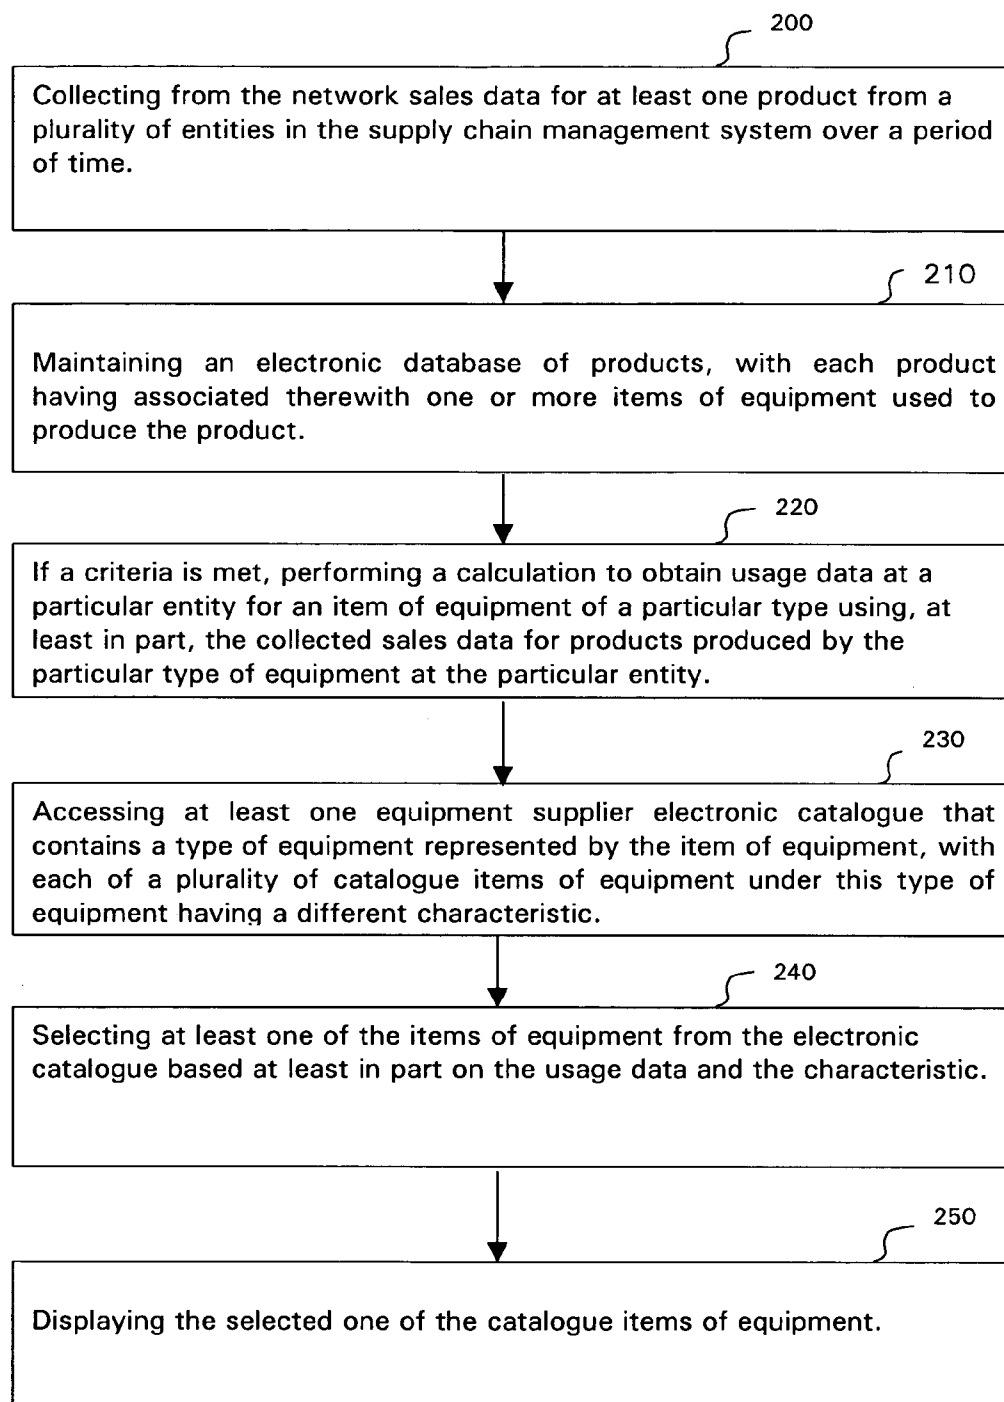 200
Collecting from the network sales data for at least one product from a
plurality of entities in the supply chain management system over a period
of time.
210
Maintaining an electronic database of products, with each product
having associated therewith one or more items of equipment used to
produce the product.
220
If a criteria is met, performing a calculation to obtain usage data at a
particular entity for an item of equipment of a particular type using, at
least in part, the collected sales data for products produced by the
particular type of equipment at the particular entity.
230
Accessing at least one equipment supplier electronic catalogue that
contains a type of equipment represented by the item of equipment, with
each of a plurality of catalogue items of equipment under this type of
equipment having a different characteristic.
240
Selecting at least one of the items of equipment from the electronic
catalogue based at least in part on the usage data and the characteristic.
250
Displaying the selected one of the catalogue items of equipment.